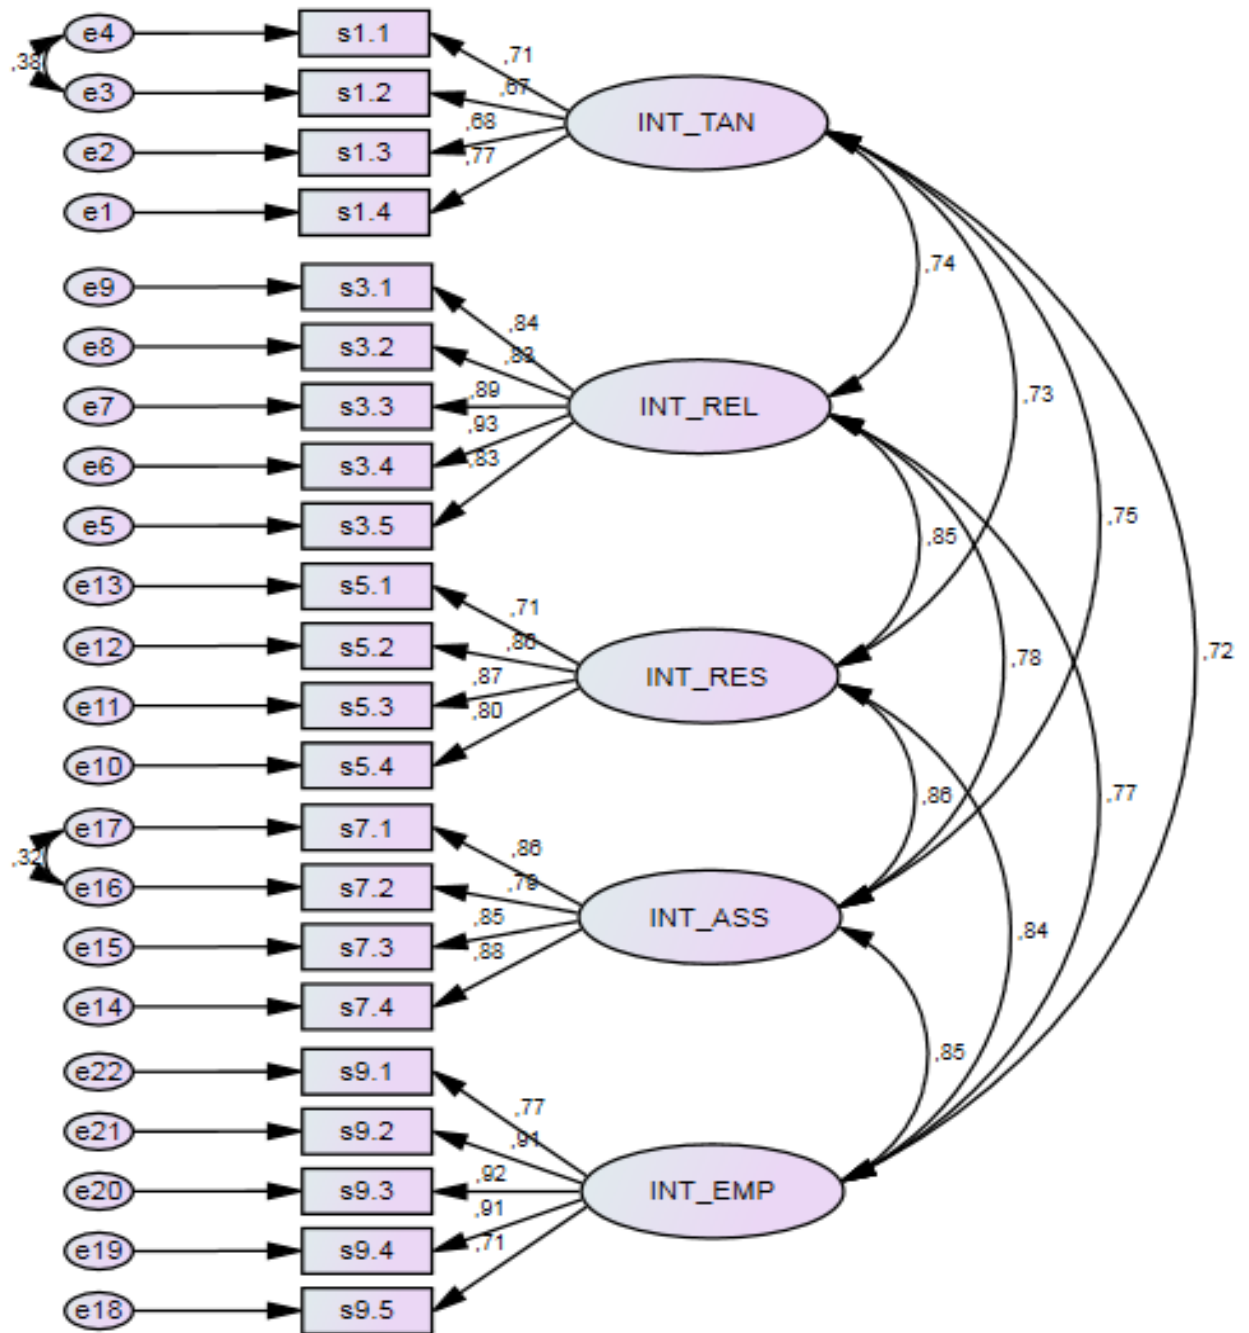 e4 s1.1
,71
,38
e3 s1.2
,67
INT_TAN
,68
e2 s1.3
,77
e1 s1.4
,74
e9 s3.1
,84
e8 s3.2
,83
,73
e7 s3.3
,89
INT_REL
,93
e6 s3.4
,83
e5 s3.5
,75
,85
e13 s5.1
,71
e12 s5.2
,86
,78
,72
INT_RES
,87
e11 s5.3
,80
e10 s5.4
,86
,77
e17 s7.1
,86
,32
e16 s7.2
,79
INT_ASS
,85
e15 s7.3
,84
,88
e14 s7.4
,85
e22 s9.1
,77
e21 s9.2
,91
,92
e20 s9.3
INT_EMP
,91
e19 s9.4
,71
e18 s9.5